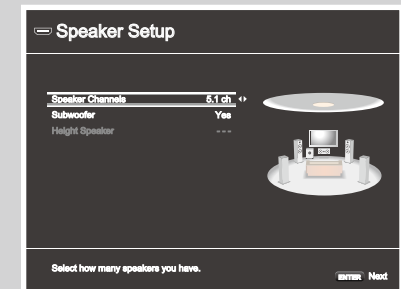 Speaker Setup
Speaker Channels 5.1 ch
Subwoofer Yes
Height Speaker ---
Select how many speakers you have.
ENTER Next